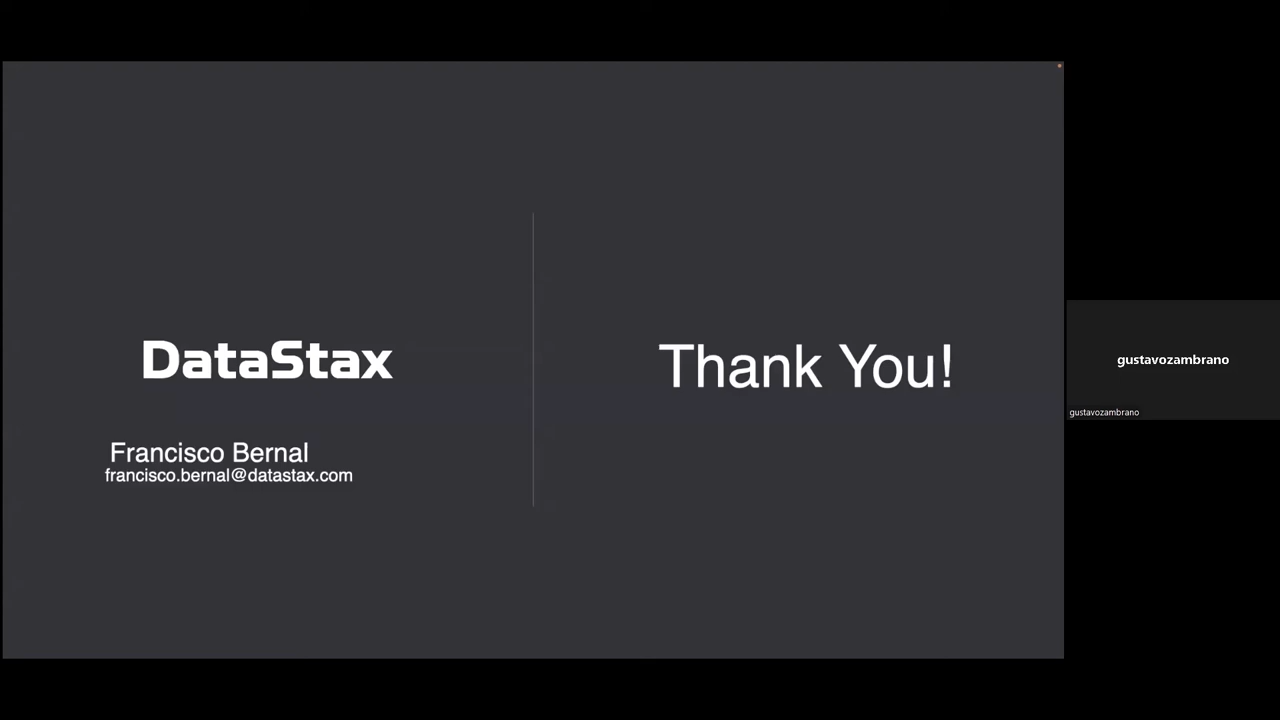 DataStax
Francisco Bernal
francisco.bernal@datastax.com
Thank You!
gustavozambrano
gustavozambrano